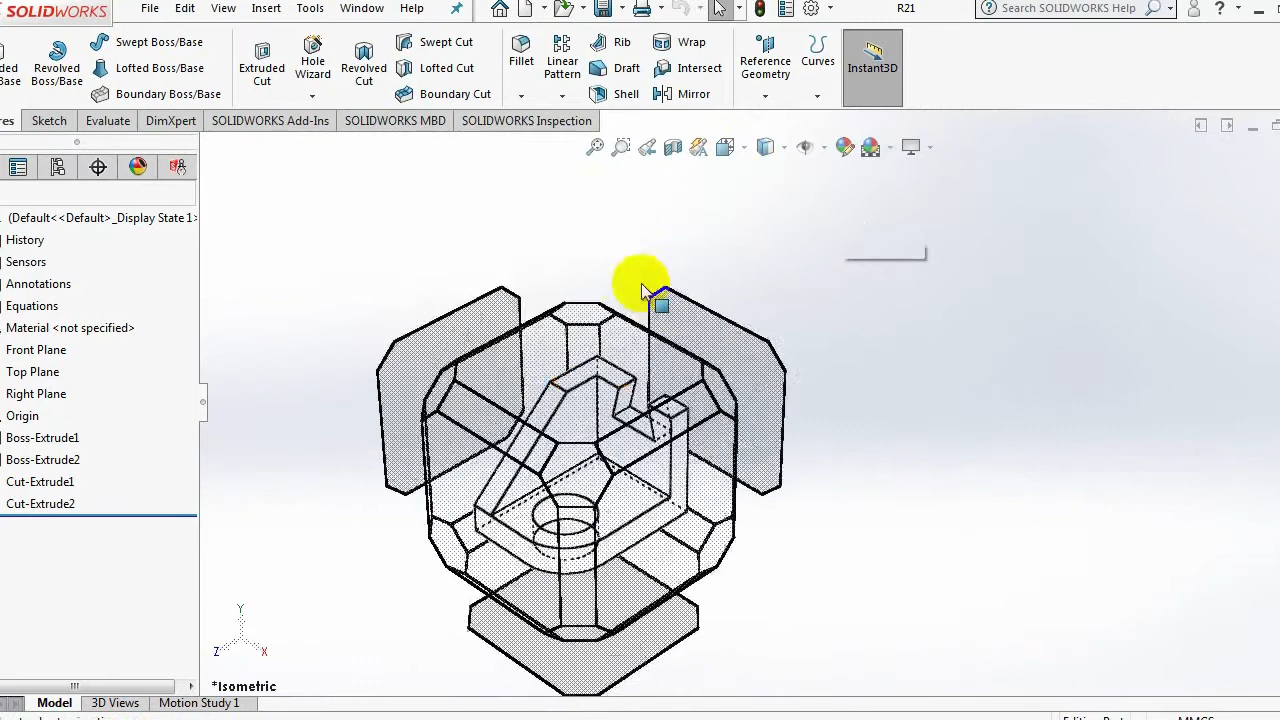 SOLIDWORKS File Edit View Insert Tools Window Help R21 Search SOLIDWORKS Help ?
Swept Boss/Base Swept Cut Rib Wrap
Revolved Boss/Base Lofted Boss/Base Extruded Cut Hole Wizard Revolved Cut Lofted Cut Fillet Linear Pattern Draft Intersect Reference Geometry Curves Instant3D
Boundary Boss/Base Boundary Cut Shell Mirror
Sketch Evaluate DimXpert SOLIDWORKS Add-Ins SOLIDWORKS MBD SOLIDWORKS Inspection
(Default<<Default>_Display State 1>
History
Sensors
Annotations
Equations
Material <not specified>
Front Plane
Top Plane
Right Plane
Origin
Boss-Extrude1
Boss-Extrude2
Cut-Extrude1
Cut-Extrude2
Y
Z X
*Isometric
Model 3D Views Motion Study 1